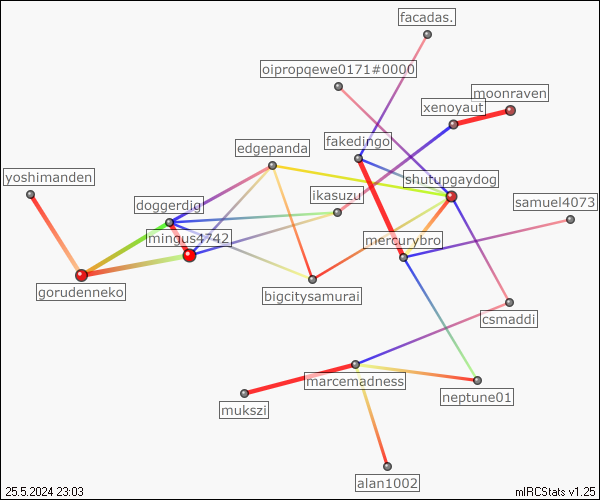 facadas.
oipropqewe0171#0000
moonraven
xenoyaut
fakedingo
edgepanda
yoshimanden
shutupgaydog
ikasuzu
samuel4073
doggerdie
mingus4742
mercurybro
gorudenneko
bigcitysamurai
csmaddi
marcemadness
neptune01
mukszi
alan1002
25.5.2024 23:03
mIRCStats v1.25